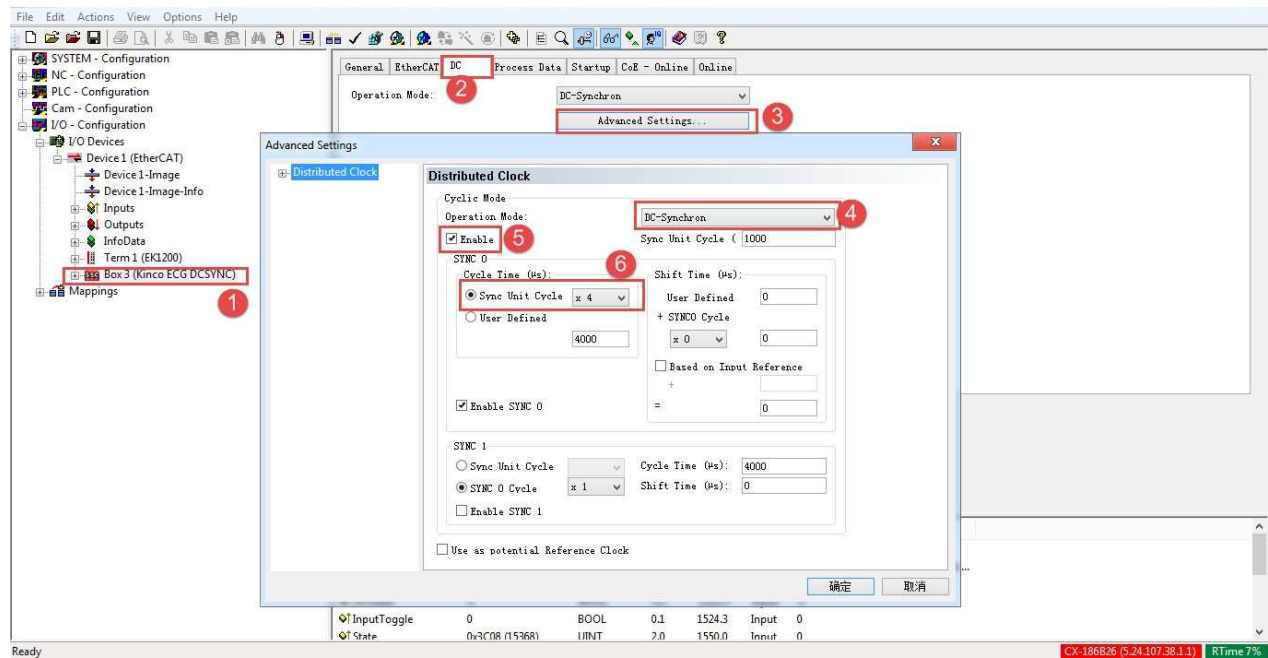 File Edit Actions View Options Help
SYSTEM - Configuration
NC - Configuration
PLC - Configuration
Cam - Configuration
I/O - Configuration
I/O Devices
Device 1 (EtherCAT)
Device 1-Image
Device 1-Image-Info
Inputs
Outputs
InfoData
Term 1 (EK1200)
Box 3 (Kinco ECG DCSYNC)
Mappings
1
General EtherCAT DC Process Data Startup CoE - Online Online
2
Operation Mode: DC-Synchron
Advanced Settings... 3
Advanced Settings
Distributed Clock
Distributed Clock
Cyclic Mode
Operation Mode: DC-Synchron 4
Enable 5 Sync Unit Cycle ( 1000
SYNC 0
6
Cycle Time (µs): Shift Time (µs):
Sync Unit Cycle x 4 User Defined 0
User Defined + SYNC0 Cycle
4000 x 0 0
Based on Input Reference
+
Enable SYNC 0 = 0
SYNC 1
Sync Unit Cycle Cycle Time (µs): 4000
SYNC 0 Cycle x 1 Shift Time (µs): 0
Enable SYNC 1
Use as potential Reference Clock
确定 取消
InputToggle 0 BOOL 0.1 1524.3 Input 0
State 0x3C08 (15368) UINT 2.0 1550.0 Input 0
Ready CX-186B26 (5.24.107.38.1.1) RTime 7%